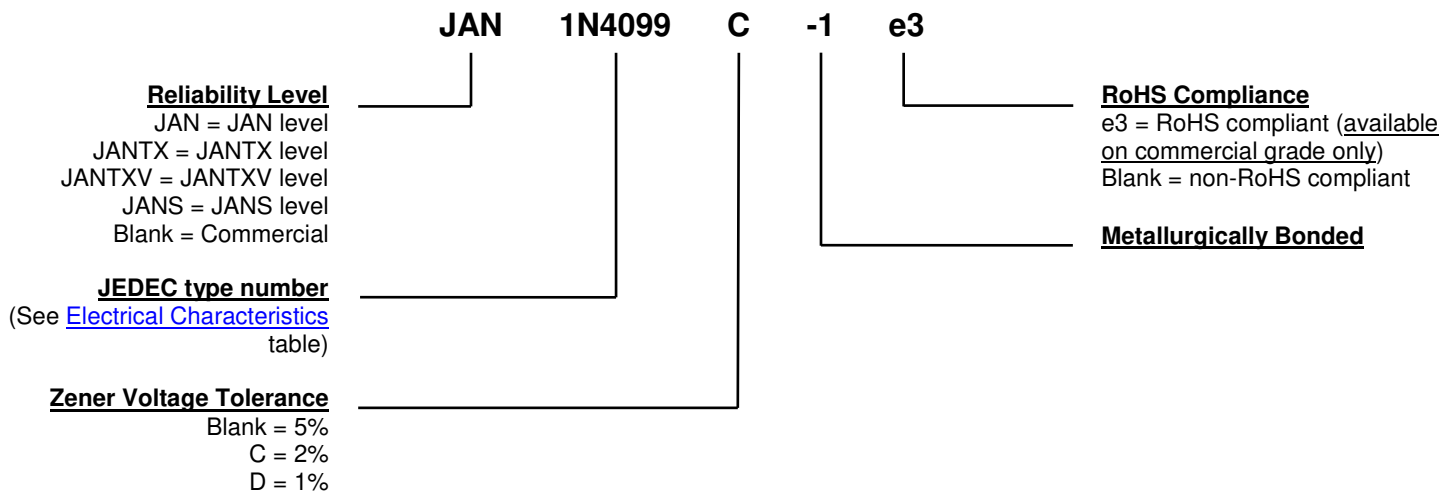 JAN 1N4099 C -1 e3
Reliability Level
JAN = JAN level
JANTX = JANTX level
JANTXV = JANTXV level
JANS = JANS level
Blank = Commercial
JEDEC type number
(See Electrical Characteristics
table)
Zener Voltage Tolerance
Blank = 5%
C = 2%
D = 1%
RoHS Compliance
e3 = RoHS compliant (available
on commercial grade only)
Blank = non-RoHS compliant
Metallurgically Bonded